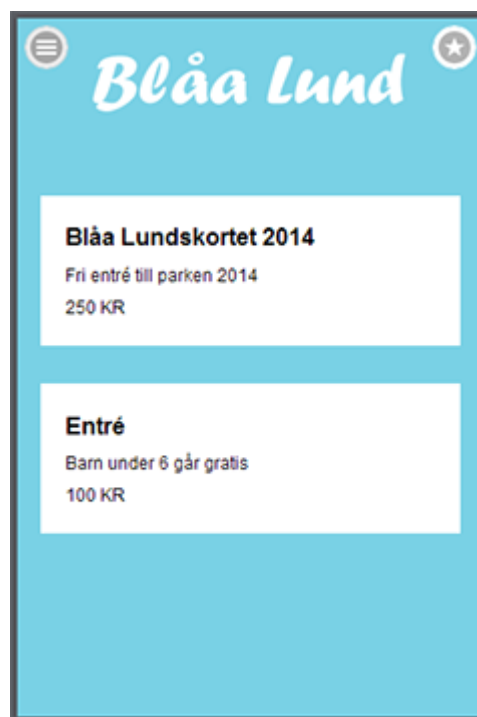 Blåa Lund
Blåa Lundskortet 2014
Fri entré till parken 2014
250 KR
Entré
Barn under 6 går gratis
100 KR